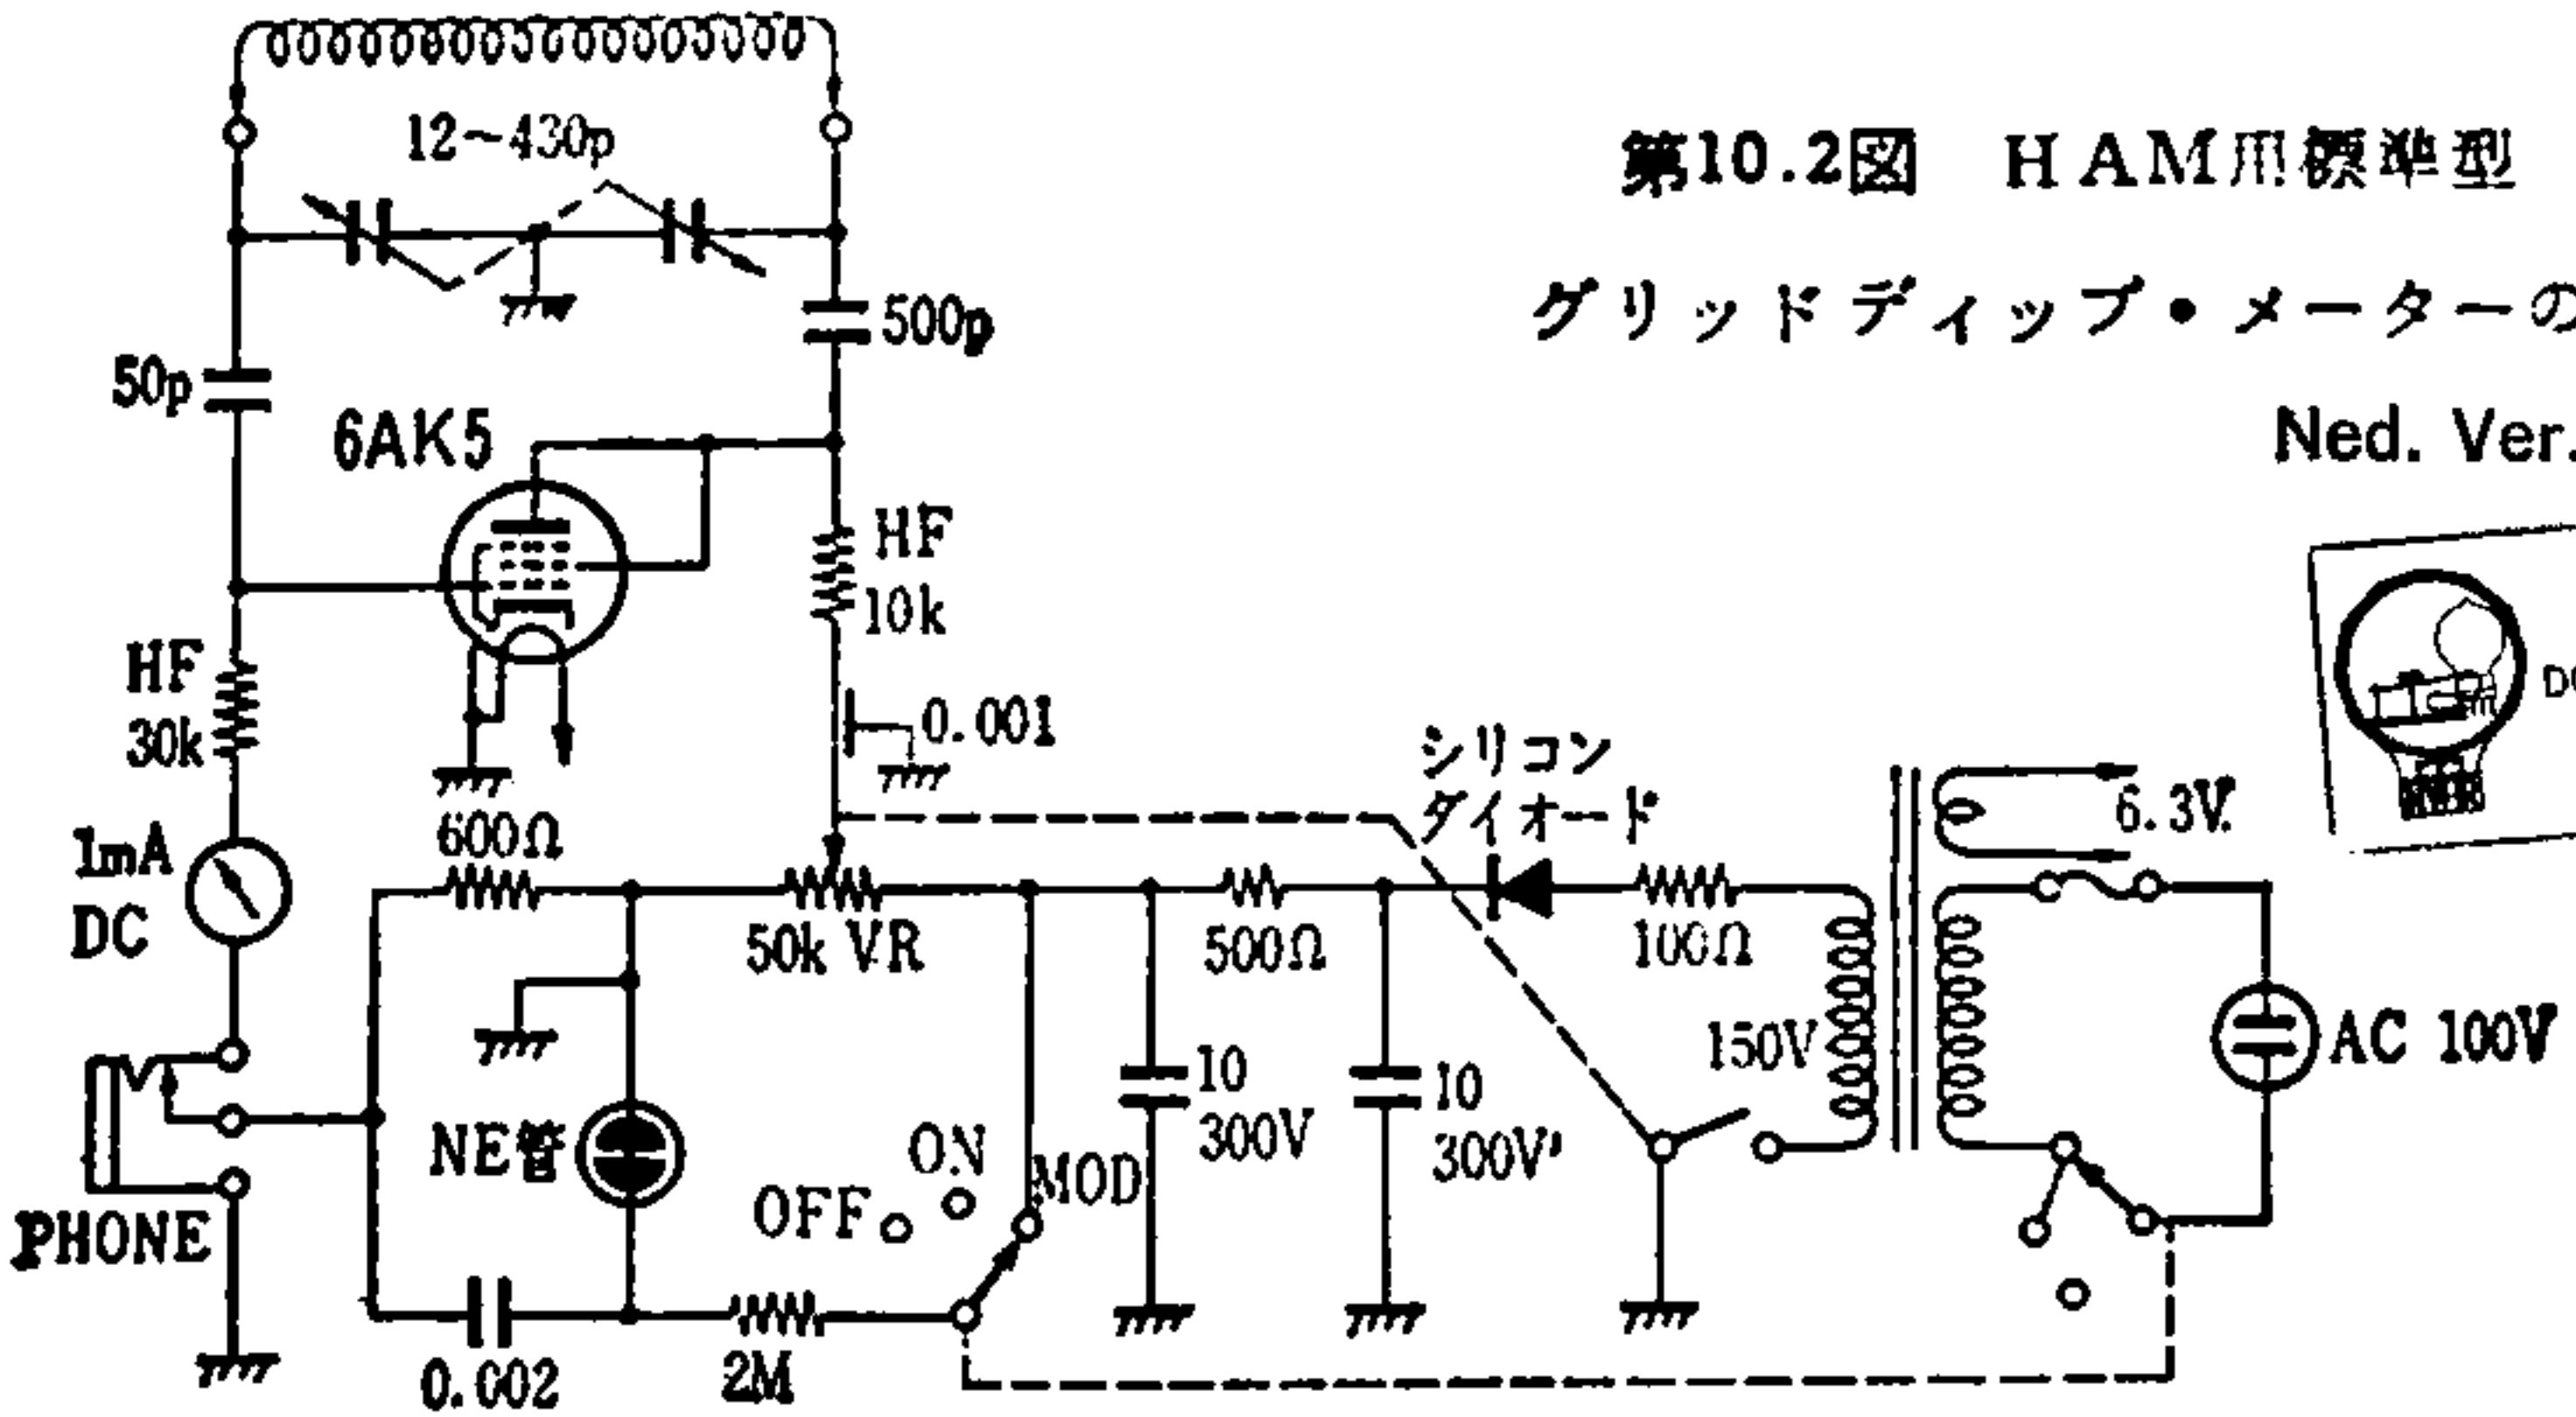 第10.2図 HAM用標準型
グリッドディップ・メーターの
Ned. Ver.
12~430p
500p
50p
6AK5
HF
10k
HF
30k
0.001
シリコン
ダイオード
6.3V
600Ω
1mA
DC
50k VR
500Ω
100Ω
150V
AC 100V
10
300V
10
300V
NE管
ON
MOD
OFF
PHONE
0.002
2M